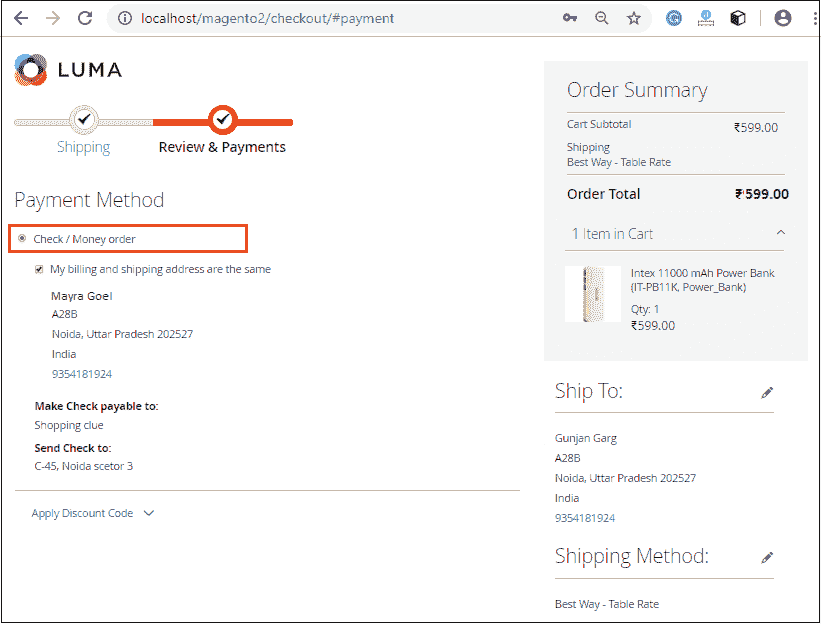 localhost/magento2/checkout/#payment
LUMA
Shipping
Review & Payments
Payment Method
Check / Money order
My billing and shipping address are the same
Mayra Goel
A28B
Noida, Uttar Pradesh 202527
India
9354181924
Make Check payable to:
Shopping clue
Send Check to:
C-45, Noida scetor 3
Apply Discount Code
Order Summary
Cart Subtotal ₹599.00
Shipping
Best Way - Table Rate
Order Total ₹599.00
1 Item in Cart
Intex 11000 mAh Power Bank
(IT-PB11K, Power_Bank)
Qty: 1
₹599.00
Ship To:
Gunjan Garg
A28B
Noida, Uttar Pradesh 202527
India
9354181924
Shipping Method:
Best Way - Table Rate